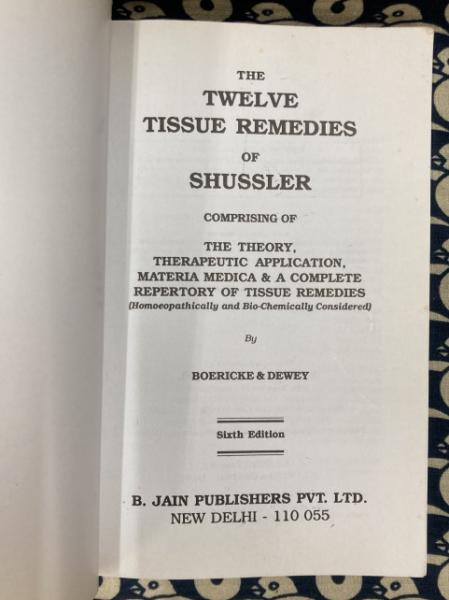 THE
TWELVE
TISSUE REMEDIES
OF
SHUSSLER
COMPRISING OF
THE THEORY,
THERAPEUTIC APPLICATION,
MATERIA MEDICA & A COMPLETE
REPERTORY OF TISSUE REMEDIES
(Homoeopathically and Bio-Chemically Considered)
By
BOERICKE & DEWEY
Sixth Edition
B. JAIN PUBLISHERS PVT. LTD.
NEW DELHI - 110 055